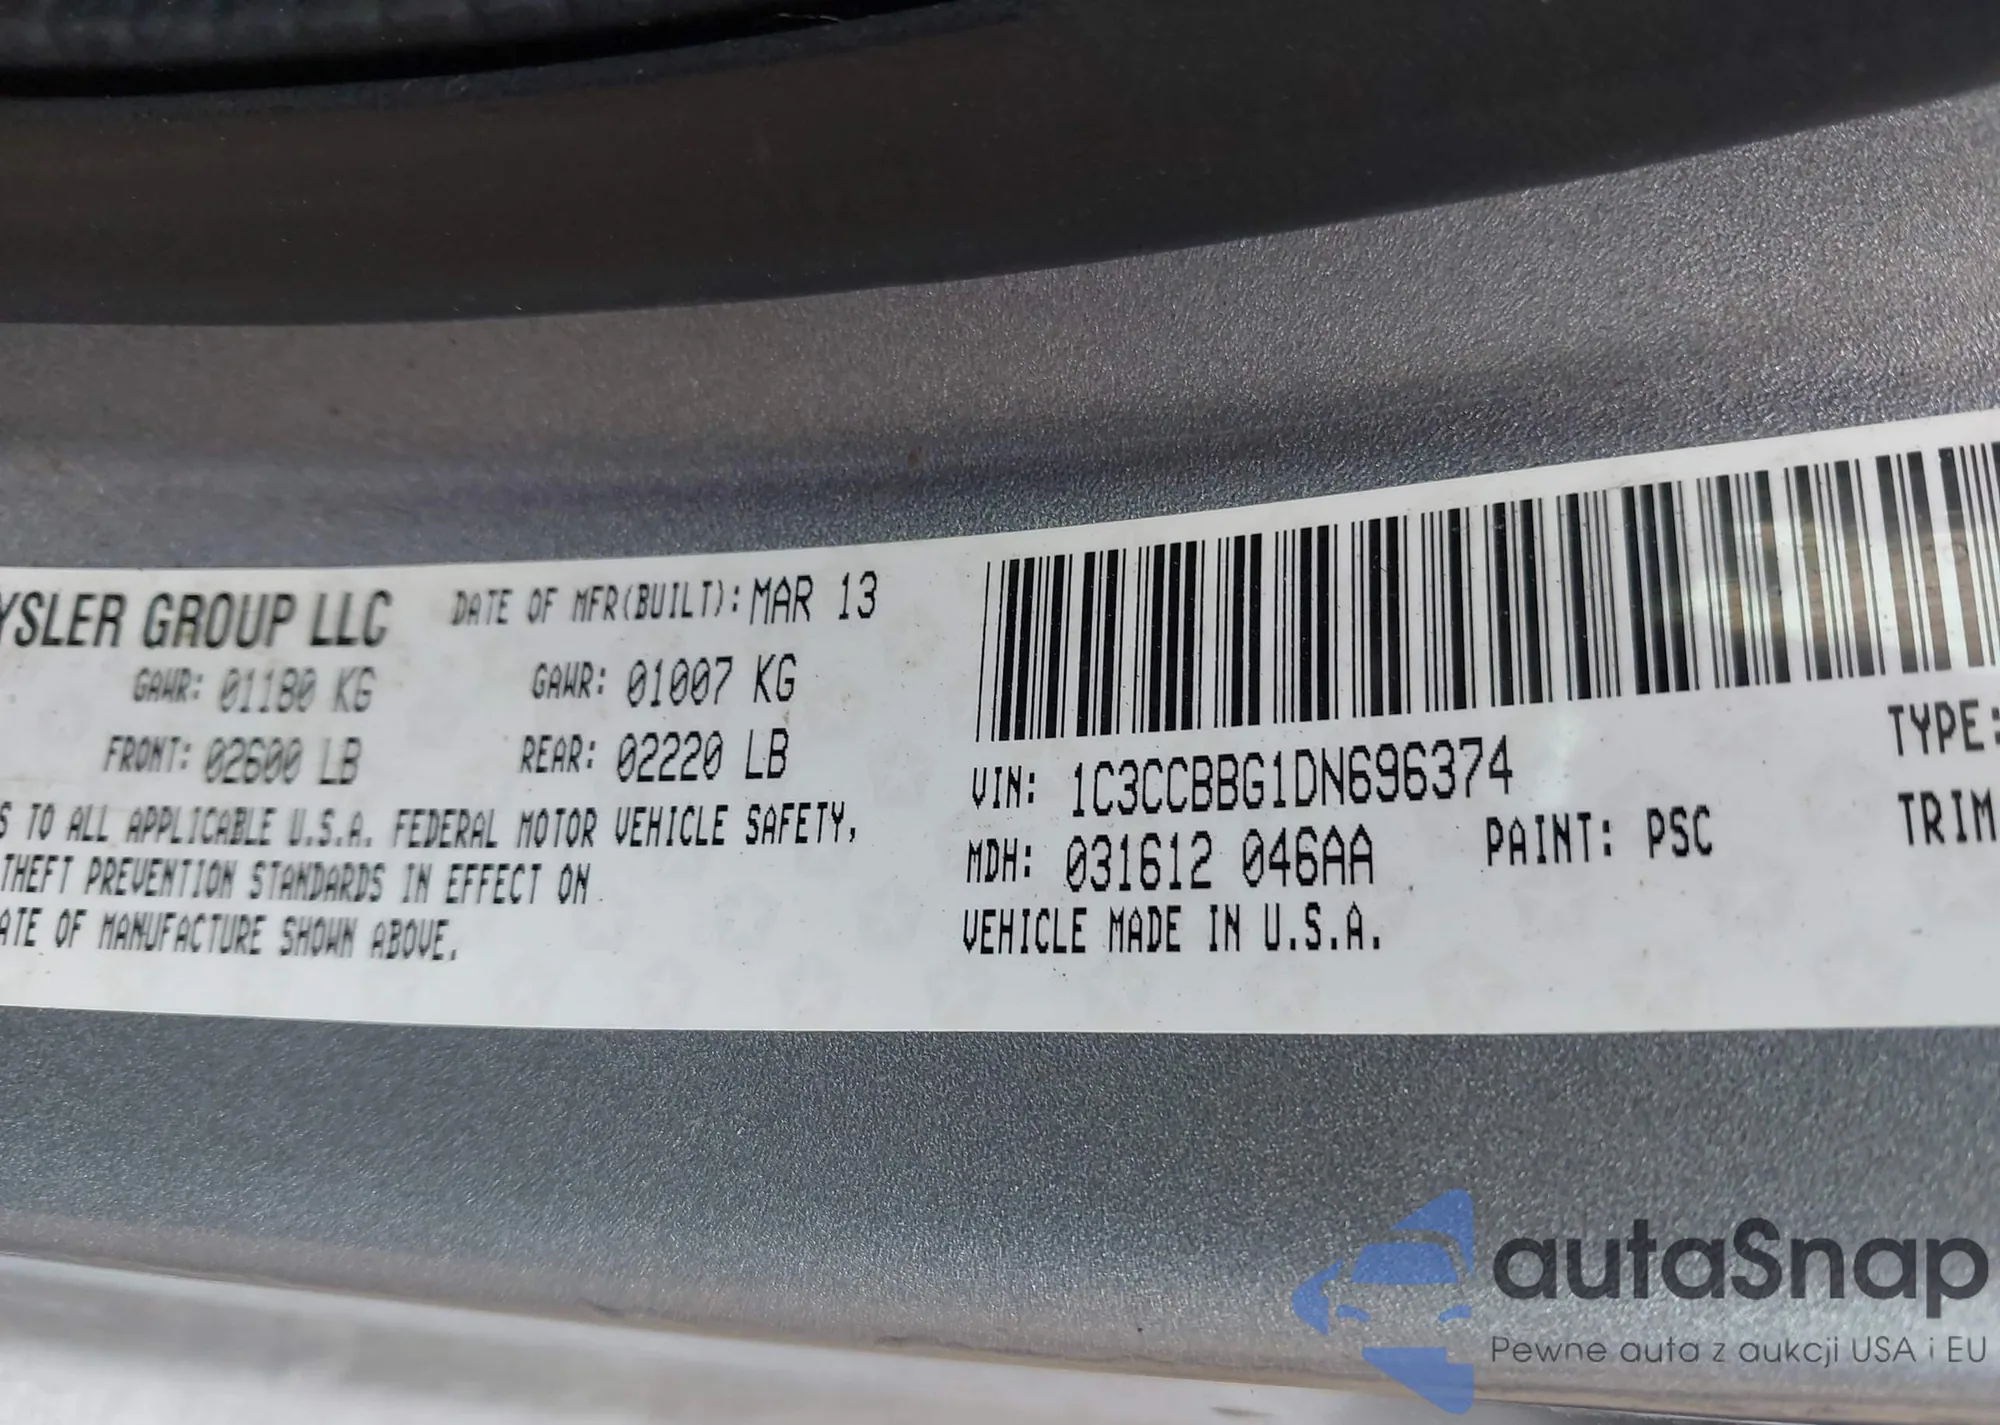 YSLER GROUP LLC DATE OF MFR(BUILT): MAR 13
GAWR: 01180 KG GAWR: 01007 KG
FRONT: 02600 LB REAR: 02220 LB
S TO ALL APPLICABLE U.S.A. FEDERAL MOTOR VEHICLE SAFETY,
THEFT PREVENTION STANDARDS IN EFFECT ON
ATE OF MANUFACTURE SHOWN ABOVE.
VIN: 1C3CCBBG1DN696374 TYPE:
MDH: 031612 046AA PAINT: PSC TRIM
VEHICLE MADE IN U.S.A.
autaSnap
Pewne auta z aukcji USA i EU